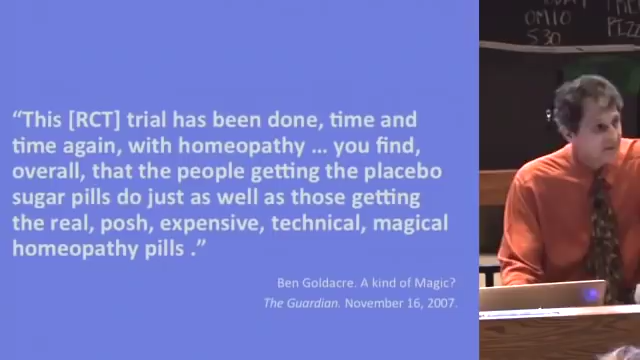 “This [RCT] trial has been done, time and
time again, with homeopathy … you find,
overall, that the people getting the placebo
sugar pills do just as well as those getting
the real, posh, expensive, technical, magical
homeopathy pills .”
Ben Goldacre. A kind of Magic?
The Guardian. November 16, 2007.
OMIO
530